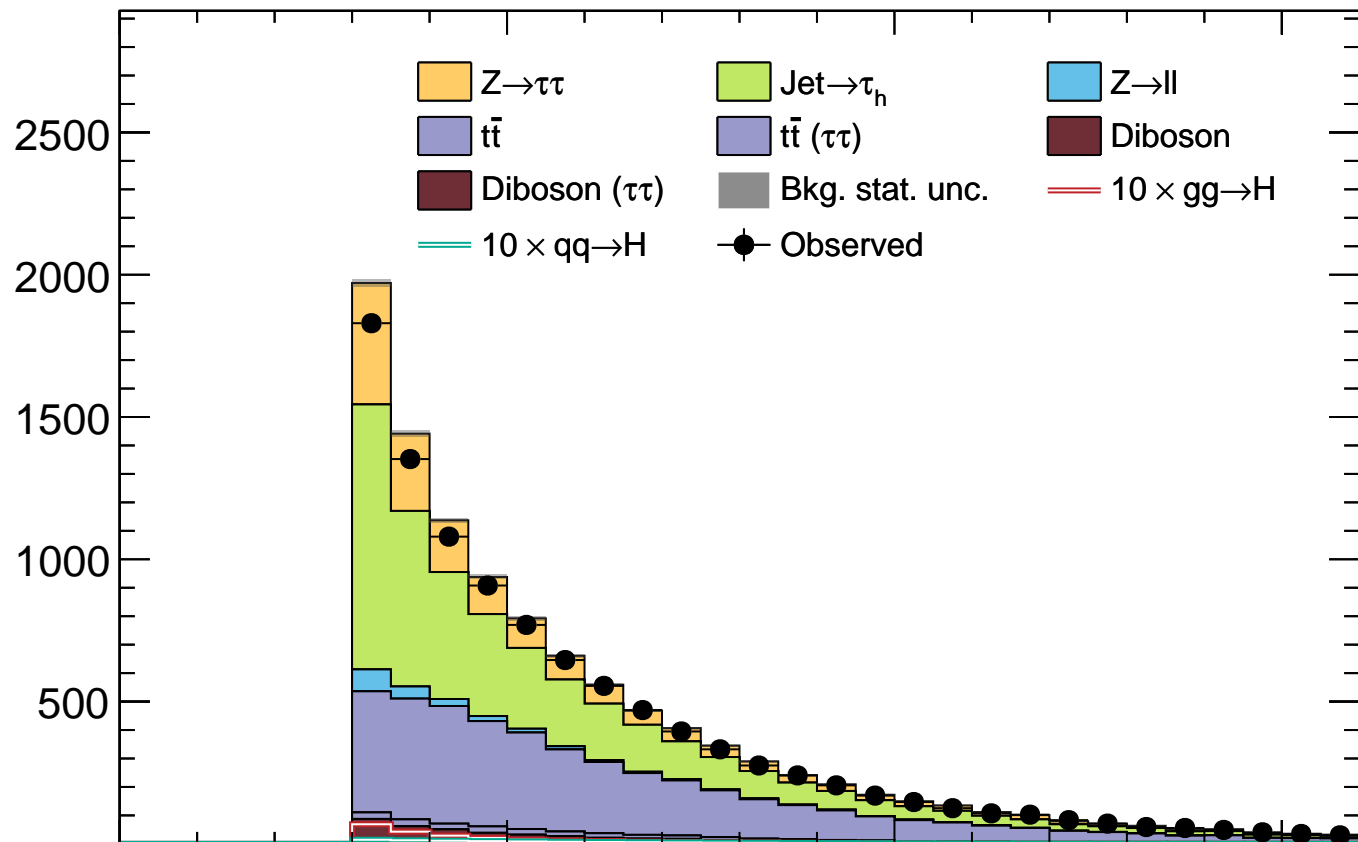 Z→ττ Jet→τₕ Z→ll
2500 tt̄ tt̄ (ττ) Diboson
Diboson (ττ) Bkg. stat. unc. 10 × gg→H
10 × qq→H Observed
2000
1500
1000
500